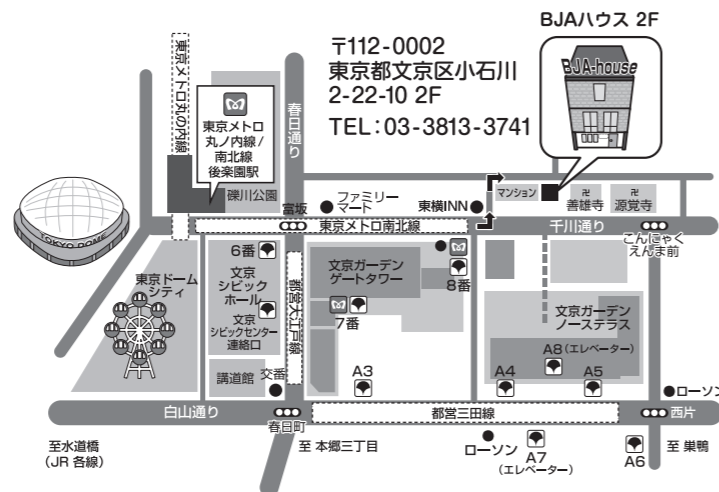 BJAハウス 2F
BJA-house
〒112-0002
東京都文京区小石川
2-22-10 2F
TEL:03-3813-3741
東京メトロ丸の内線
東京メトロ
丸ノ内線/
南北線
後楽園駅
春日通り
礫川公園
富坂
ファミリー
マート
東横INN
マンション
卍
善雄寺
卍
源覚寺
東京メトロ南北線
千川通り
こんにゃく
えんま前
TOKYO DOME
東京ドーム
シティ
6番
文京
シビック
ホール
文京
シビックセンター
連絡口
都営大江戸線
文京ガーデン
ゲートタワー
8番
7番
文京ガーデン
ノーステラス
A8(エレベーター)
講道館
交番
A3
A4
A5
ローソン
白山通り
春日町
都営三田線
西片
至水道橋
(JR 各線)
至 本郷三丁目
ローソン
A7
(エレベーター)
A6
至 巣鴨